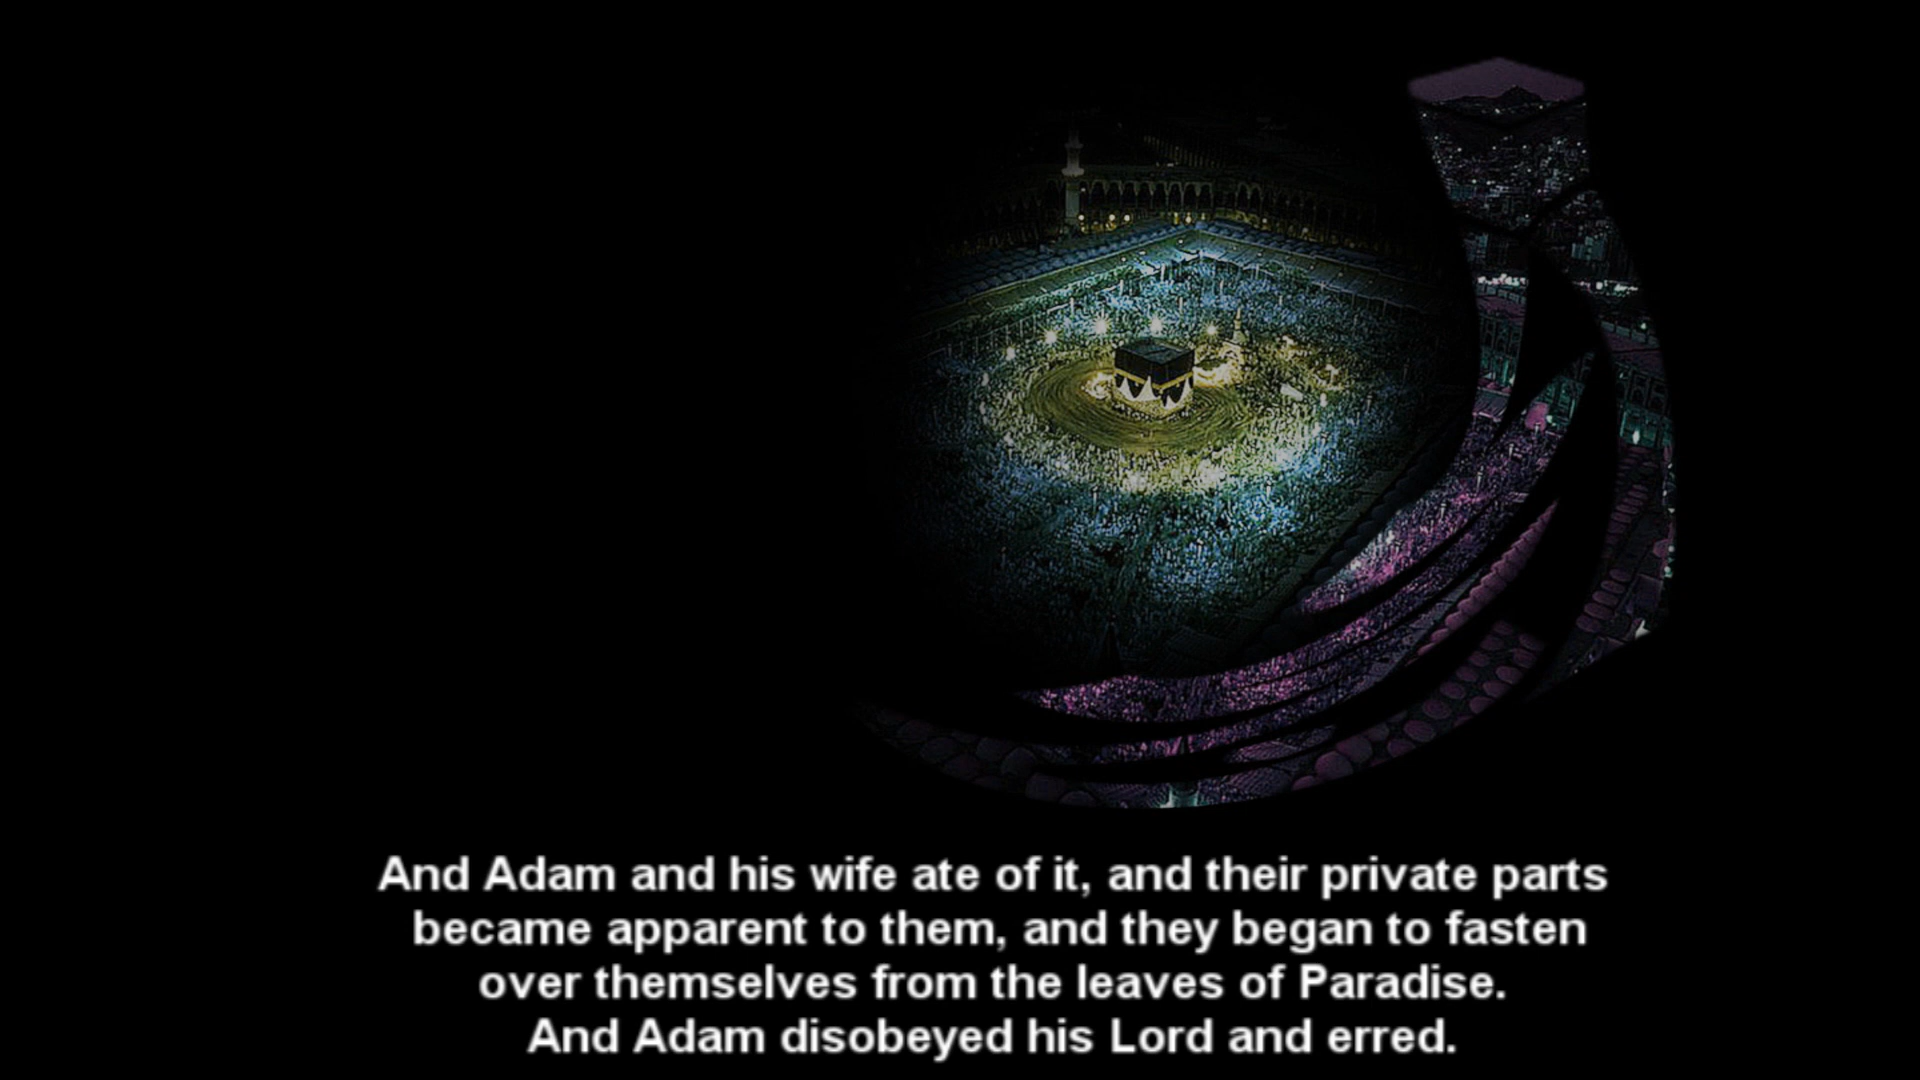 And Adam and his wife ate of it, and their private parts
became apparent to them, and they began to fasten
over themselves from the leaves of Paradise.
And Adam disobeyed his Lord and erred.